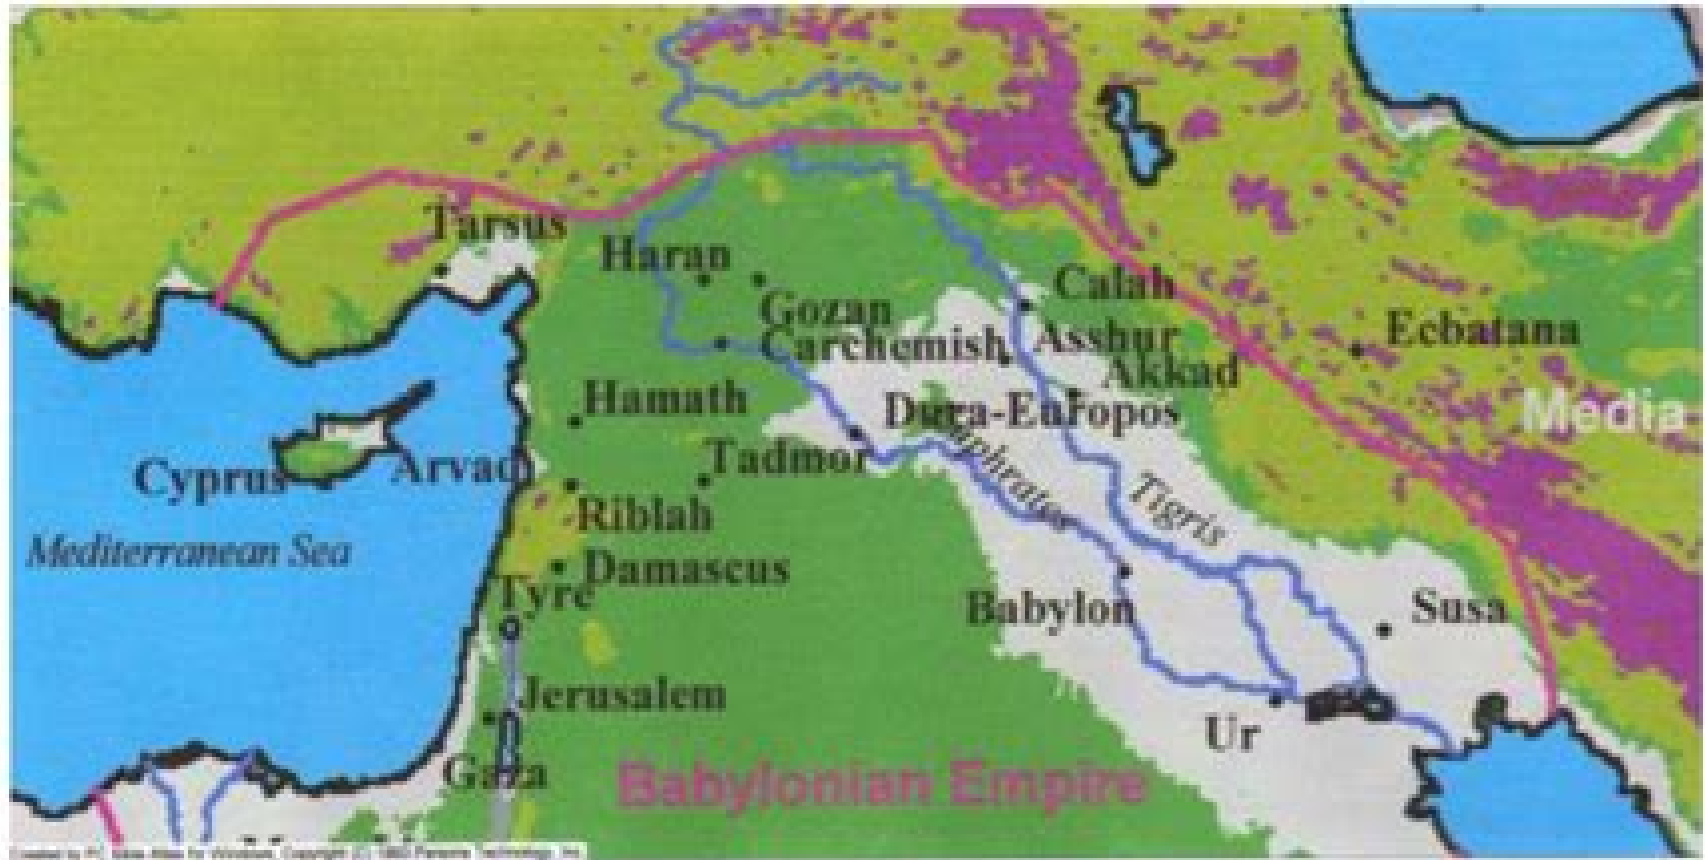 Tarsus
Haran
Gozan
Carchemish
Calah
Asshur
Akkad
Ecbatana
Media
Hamath
Dura-Europos
Cyprus
Arvad
Tadmor
Euphrates
Tigris
Riblah
Mediterranean Sea
Damascus
Tyre
Babylon
Susa
Jerusalem
Ur
Gaza
Babylonian Empire